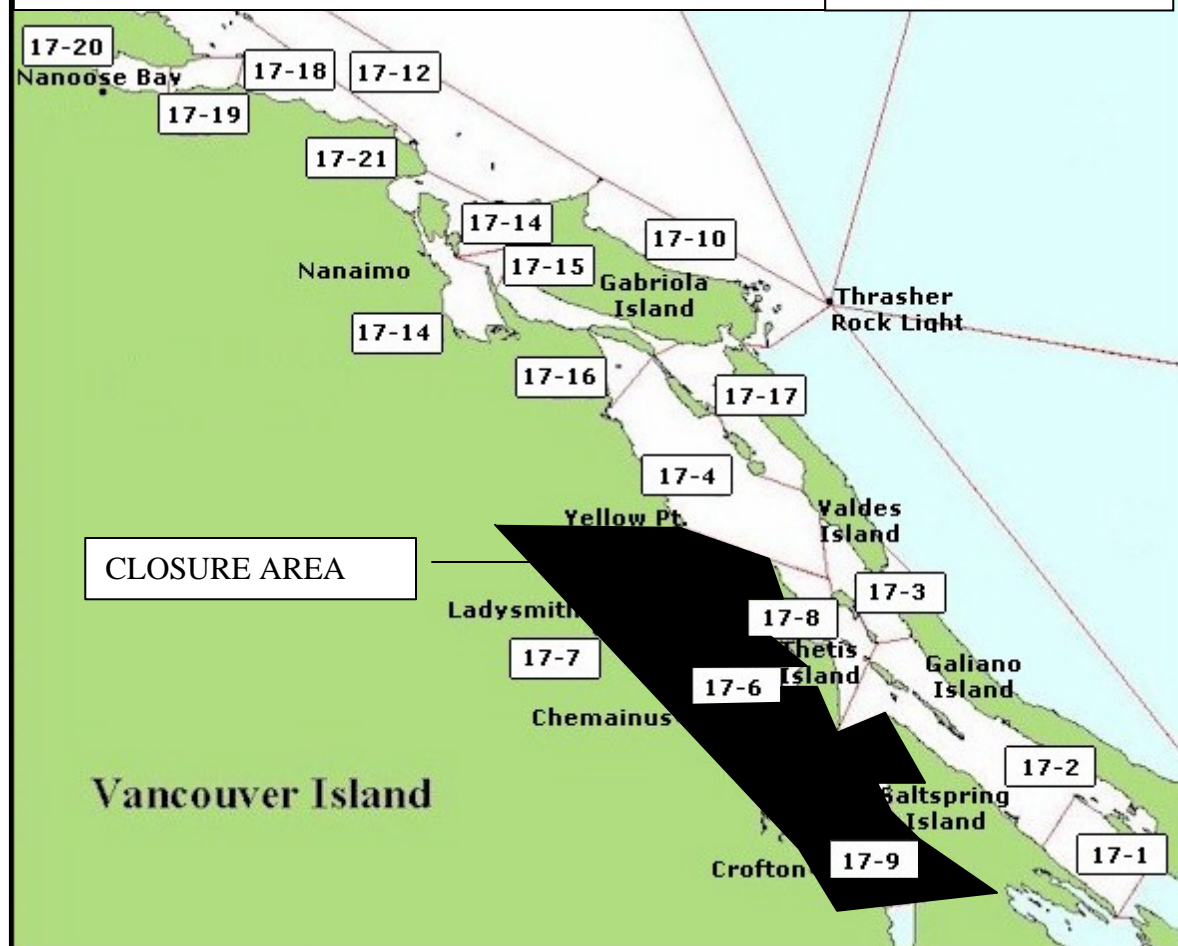 17-20
Nanoose Bay
17-18
17-12
17-19
17-21
17-14
17-10
17-15
Nanaimo
Gabriola
Island
Thrasher
Rock Light
17-14
17-16
17-17
17-4
Yellow Pt.
Valdes
Island
CLOSURE AREA
17-3
Ladysmith
17-8
17-7
Thetis
Island
Galiano
Island
17-6
Chemainus
17-2
Vancouver Island
Saltspring
Island
17-1
17-9
Crofton